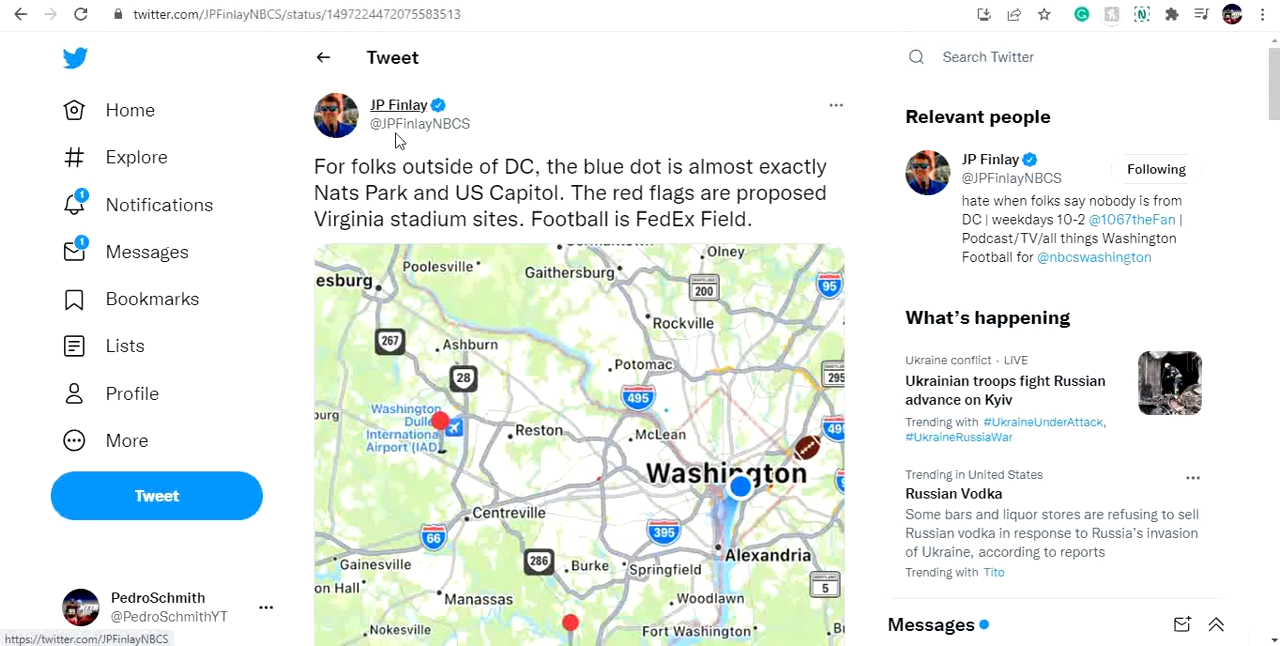 twitter.com/JPFinlayNBCS/status/1497224472075583513
Home
Explore
1
Notifications
1
Messages
Bookmarks
Lists
Profile
More
Tweet
PedroSchmith
@PedroSchmithYT
https://twitter.com/JPFinlayNBCS
Tweet
JP Finlay
@JPFinlayNBCS
For folks outside of DC, the blue dot is almost exactly
Nats Park and US Capitol. The red flags are proposed
Virginia stadium sites. Football is FedEx Field.
Olney
Poolesville
Gaithersburg
esburg
200
95
Rockville
267
Ashburn
Potomac
28
295
495
Washington
Dulles
International
Airport (IAD)
Reston
McLean
495
Washington
Centreville
66
395
Alexandria
286
Gainesville
Burke
Springfield
5
on Hall
Manassas
Woodlawn
Nokesville
Fort Washington
Search Twitter
Relevant people
JP Finlay
@JPFinlayNBCS
Following
hate when folks say nobody is from
DC | weekdays 10-2 @1067theFan |
Podcast/TV/all things Washington
Football for @nbcswashington
What's happening
Ukraine conflict · LIVE
Ukrainian troops fight Russian
advance on Kyiv
Trending with #UkraineUnderAttack,
#UkraineRussiaWar
Trending in United States
Russian Vodka
Some bars and liquor stores are refusing to sell
Russian vodka in response to Russia's invasion
of Ukraine, according to reports
Trending with Tito
Messages